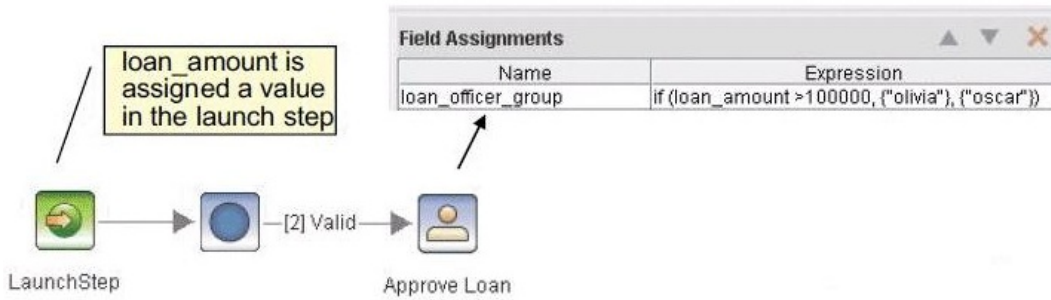 loan_amount is
assigned a value
in the launch step
Field Assignments
Name Expression
loan_officer_group if (loan_amount >100000, {"olivia"}, {"oscar"})
[2] Valid
LaunchStep
Approve Loan